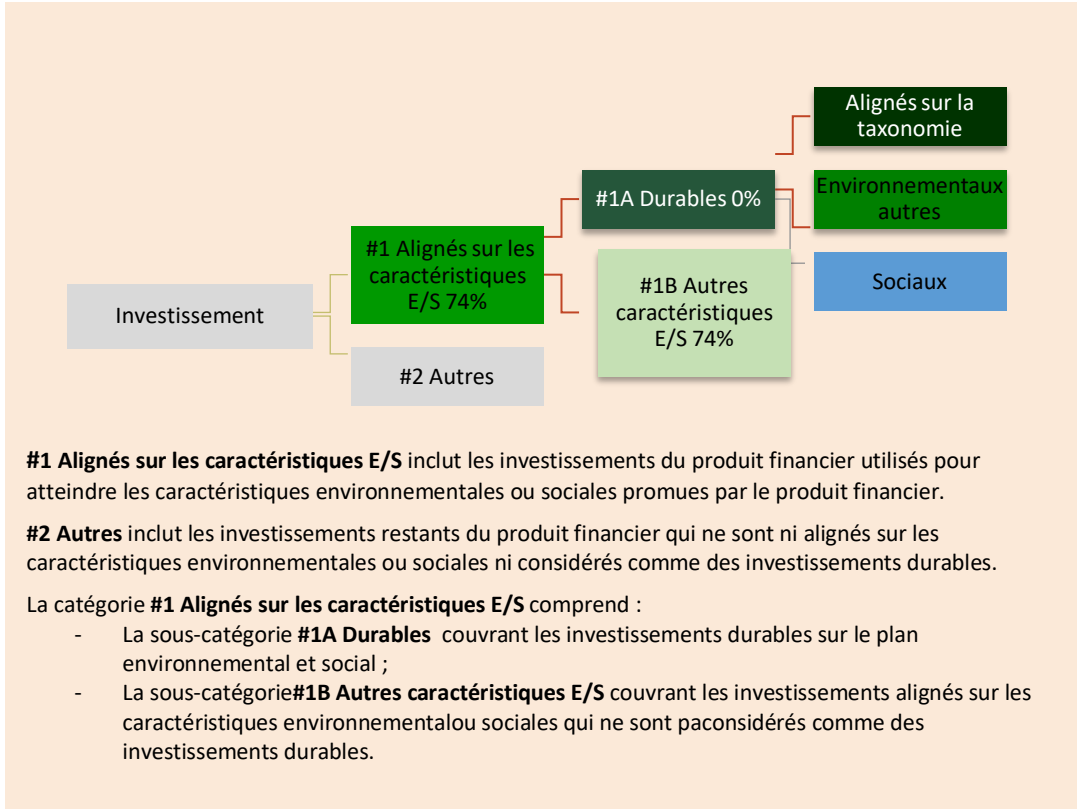 Alignés sur la
taxonomie
#1A Durables 0%
Environnementaux
autres
#1 Alignés sur les
caractéristiques
E/S 74%
#1B Autres
caractéristiques
E/S 74%
Sociaux
Investissement
#2 Autres
#1 Alignés sur les caractéristiques E/S inclut les investissements du produit financier utilisés pour
atteindre les caractéristiques environnementales ou sociales promues par le produit financier.
#2 Autres inclut les investissements restants du produit financier qui ne sont ni alignés sur les
caractéristiques environnementales ou sociales ni considérés comme des investissements durables.
La catégorie #1 Alignés sur les caractéristiques E/S comprend :
- La sous-catégorie #1A Durables couvrant les investissements durables sur le plan
environnemental et social ;
- La sous-catégorie#1B Autres caractéristiques E/S couvrant les investissements alignés sur les
caractéristiques environnementalou sociales qui ne sont paconsidérés comme des
investissements durables.